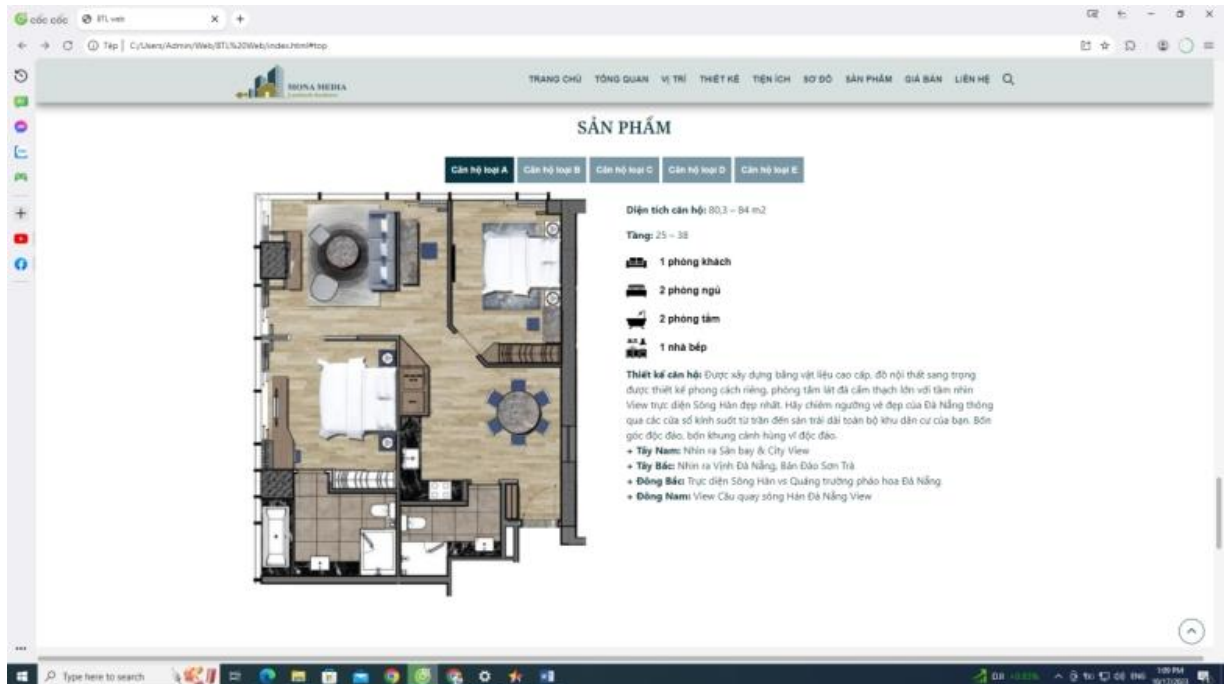 cốc cốc BTL web
Tệp C:/Users/Admin/Web/BTL%20Web/index.html#top
MONA MEDIA
TRANG CHỦ TỔNG QUAN VỊ TRÍ THIẾT KẾ TIỆN ÍCH SƠ ĐỒ SẢN PHẨM GIÁ BÁN LIÊN HỆ
SẢN PHẨM
Căn hộ loại A Căn hộ loại B Căn hộ loại C Căn hộ loại D Căn hộ loại E
Diện tích căn hộ: 80,3 – 84 m2
Tầng: 25 – 38
1 phòng khách
2 phòng ngủ
2 phòng tắm
1 nhà bếp
Thiết kế căn hộ: Được xây dựng bằng vật liệu cao cấp, đồ nội thất sang trọng
được thiết kế phong cách riêng, phòng tắm lát đá cẩm thạch lớn với tầm nhìn
View trực diện Sông Hàn đẹp nhất. Hãy chiêm ngưỡng vẻ đẹp của Đà Nẵng thông
qua các cửa sổ kính suốt từ trần đến sàn trải dài toàn bộ khu dân cư của bạn. Bốn
góc độc đáo, bốn khung cảnh hùng vĩ độc đáo.
+ Tây Nam: Nhìn ra Sân bay & City View
+ Tây Bắc: Nhìn ra Vịnh Đà Nẵng, Bán Đảo Sơn Trà
+ Đông Bắc: Trực diện Sông Hàn vs Quảng trường pháo hoa Đà Nẵng
+ Đông Nam: View Cầu quay sông Hàn Đà Nẵng View
Type here to search
DJI +0.82% ENG 1:09 PM
10/17/2023